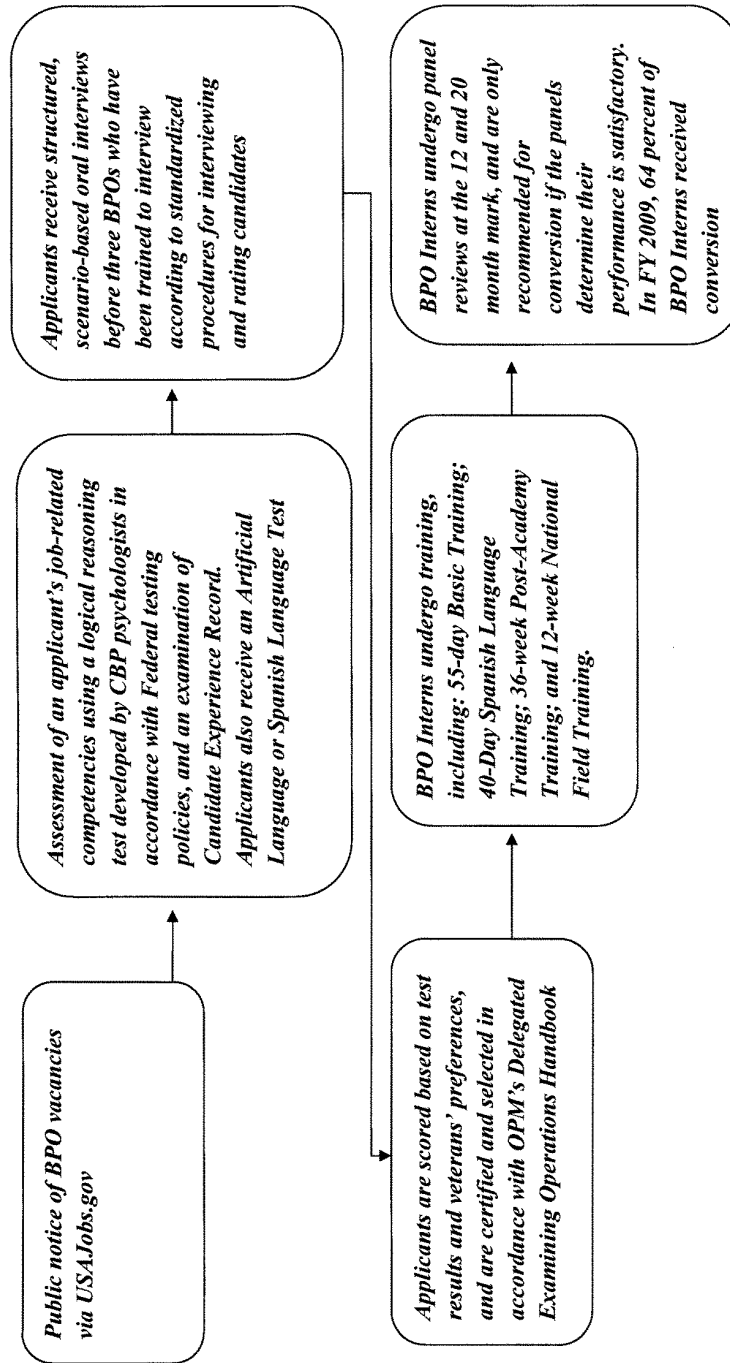 Public notice of BPO vacancies
via USAJobs.gov
Assessment of an applicant's job-related
competencies using a logical reasoning
test developed by CBP psychologists in
accordance with Federal testing
policies, and an examination of
Candidate Experience Record.
Applicants also receive an Artificial
Language or Spanish Language Test
Applicants receive structured,
scenario-based oral interviews
before three BPOs who have
been trained to interview
according to standardized
procedures for interviewing
and rating candidates
Applicants are scored based on test
results and veterans' preferences,
and are certified and selected in
accordance with OPM's Delegated
Examining Operations Handbook
BPO Interns undergo training,
including; 55-day Basic Training;
40-Day Spanish Language
Training; 36-week Post-Academy
Training; and 12-week National
Field Training.
BPO Interns undergo panel
reviews at the 12 and 20
month mark, and are only
recommended for
conversion if the panels
determine their
performance is satisfactory.
In FY 2009, 64 percent of
BPO Interns received
conversion